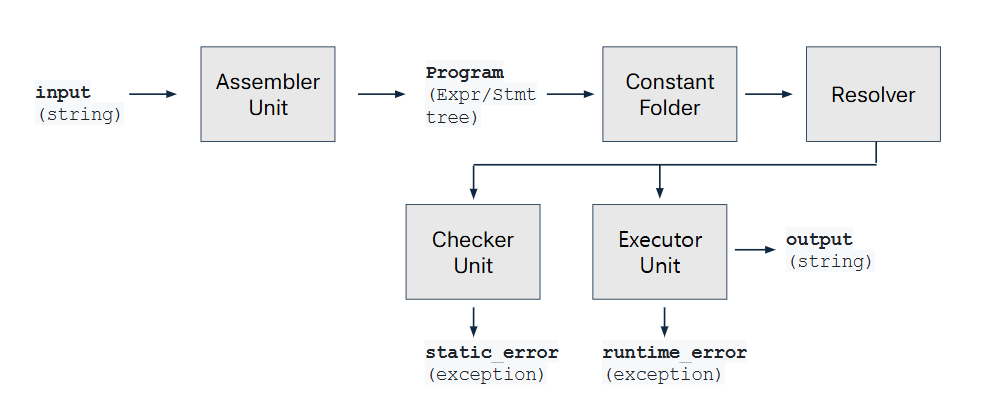 input
(string)
Assembler
Unit
Program
(Expr/Stmt
tree)
Constant
Folder
Resolver
Checker
Unit
Executor
Unit
output
(string)
static_error
(exception)
runtime_error
(exception)